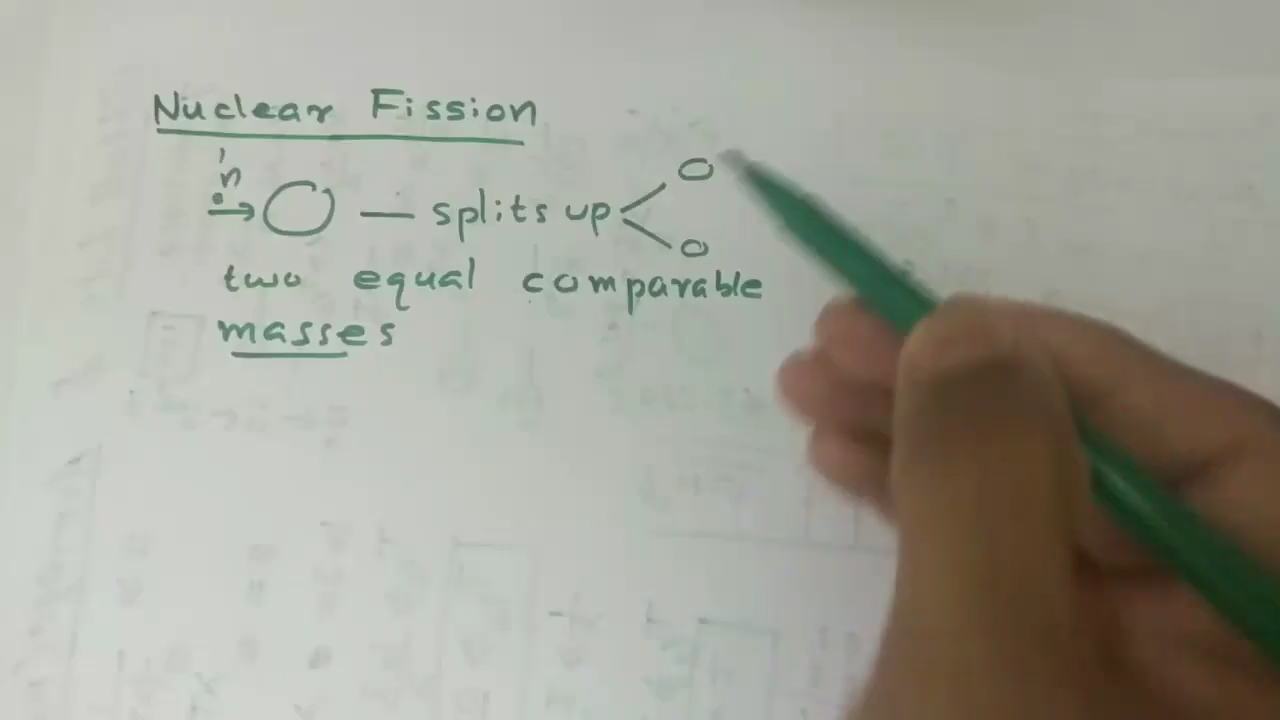 Nuclear Fission
'n
splits up
two equal comparable
masses